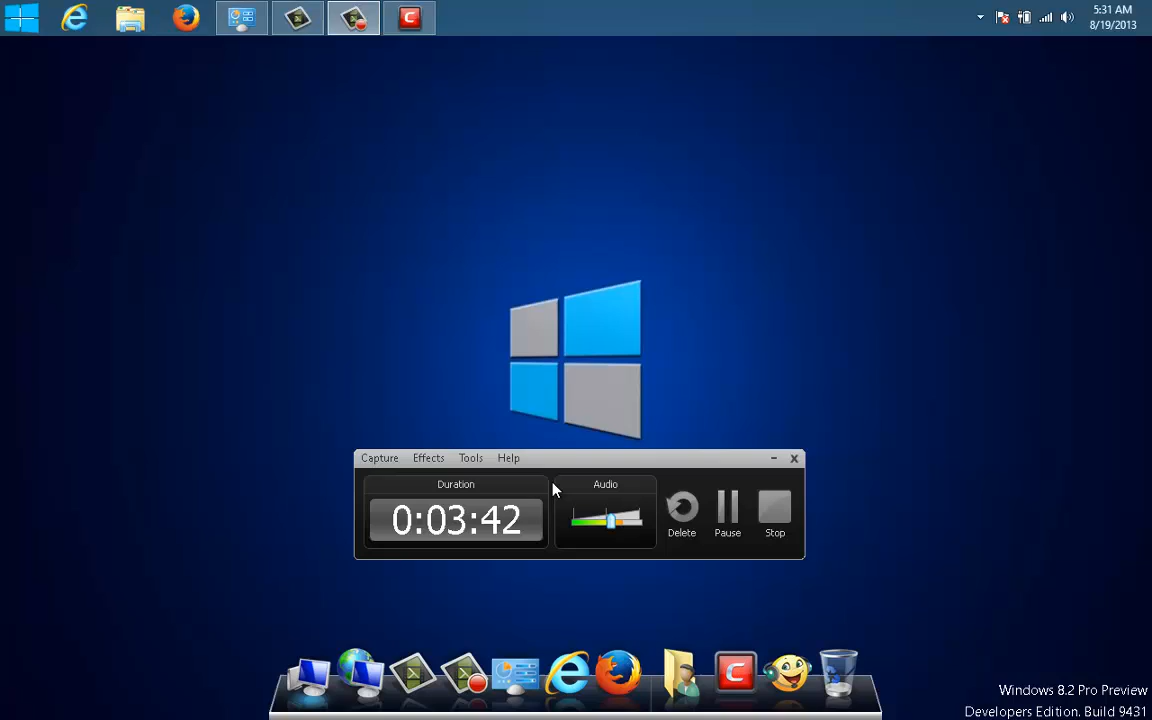 5:31 AM
8/19/2013
Capture Effects Tools Help
Duration
Audio
0:03:42
Delete Pause Stop
Windows 8.2 Pro Preview
Developers Edition. Build 9431